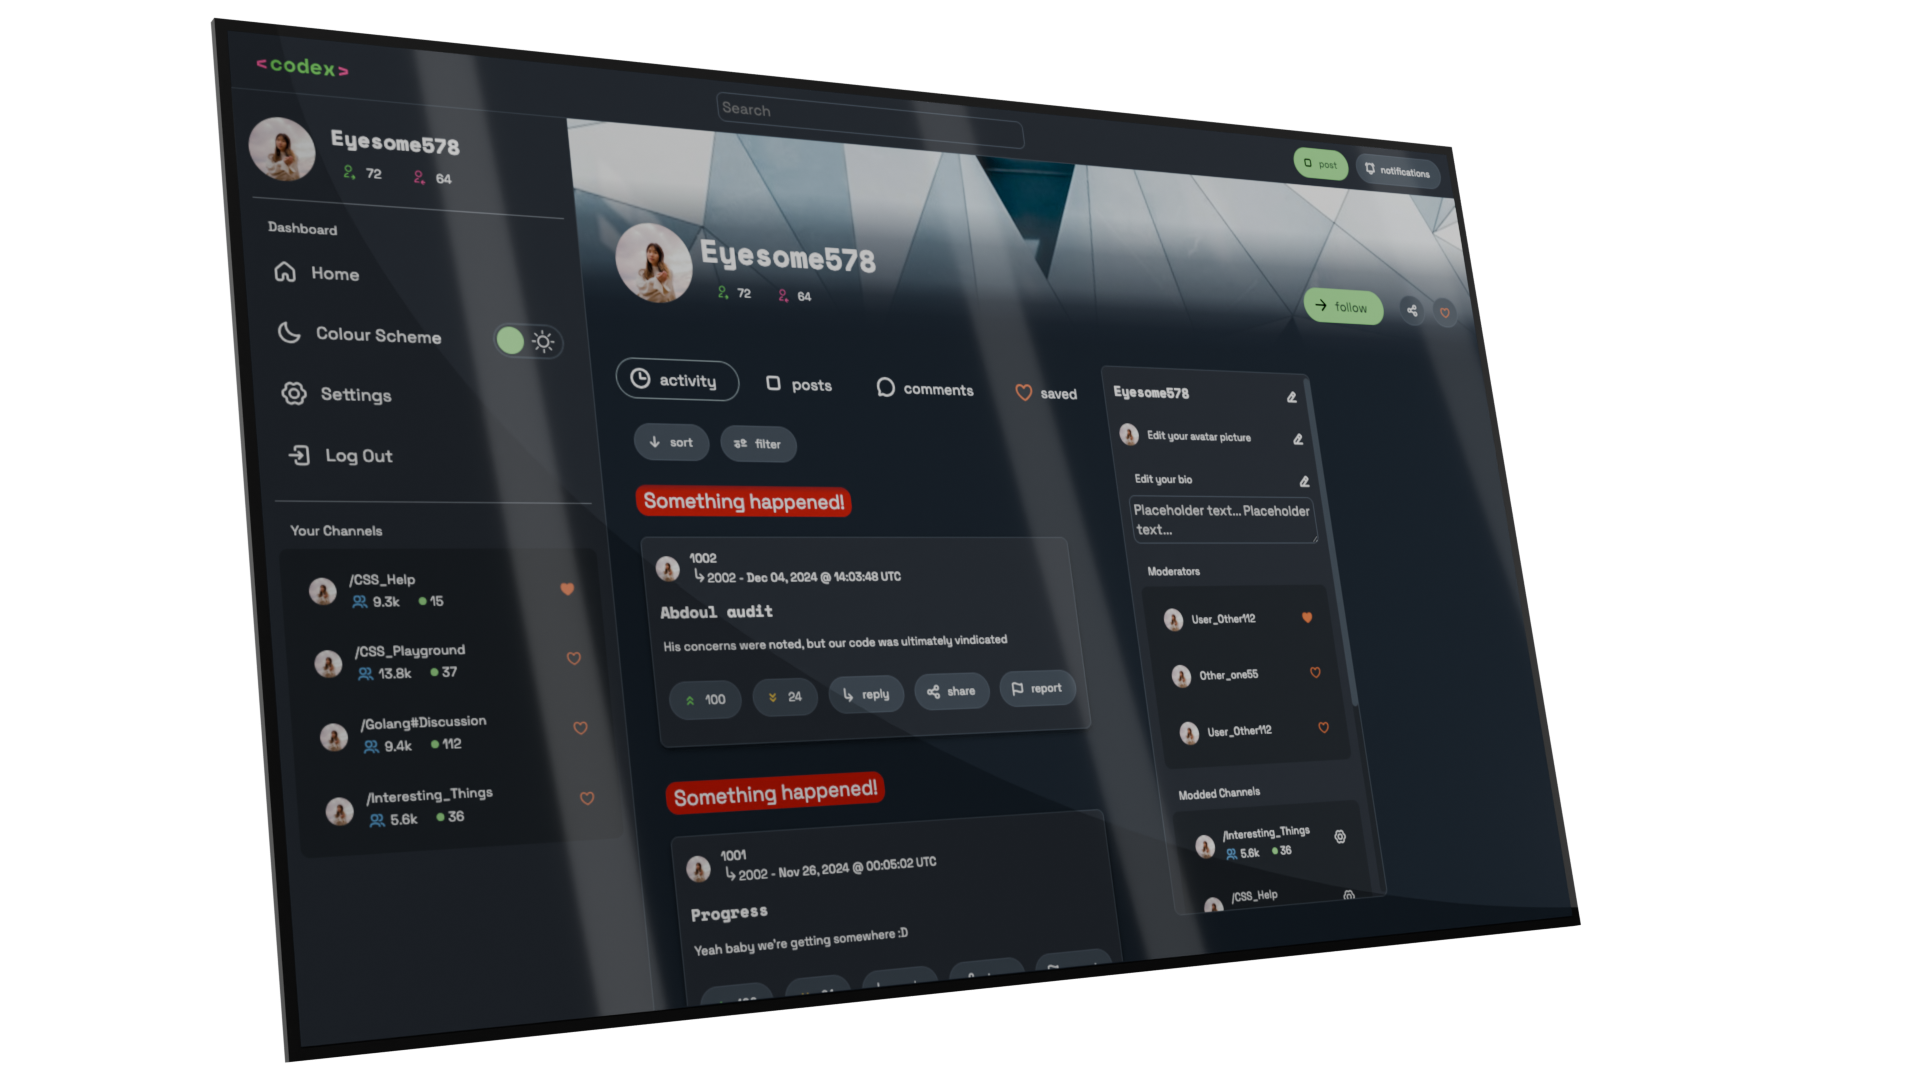 <codex>
Search
post
notifications
Eyesome578
72 64
Dashboard
Home
Colour Scheme
Settings
Log Out
Your Channels
/CSS_Help
9.3k 15
/CSS_Playground
13.8k 37
/Golang#Discussion
9.4k 112
/Interesting_Things
5.6k 36
Eyesome578
72 64
follow
activity posts comments saved
sort filter
Something happened!
1002
2002 - Dec 04, 2024 @ 14:03:48 UTC
Abdoul audit
His concerns were noted, but our code was ultimately vindicated
100 24 reply share report
Something happened!
1001
2002 - Nov 26, 2024 @ 00:05:02 UTC
Progress
Yeah baby we're getting somewhere :D
Eyesome578
Edit your avatar picture
Edit your bio
Placeholder text... Placeholder
text...
Moderators
User_Other112
Other_one55
User_Other112
Modded Channels
/Interesting_Things
5.6k 36
/CSS_Help